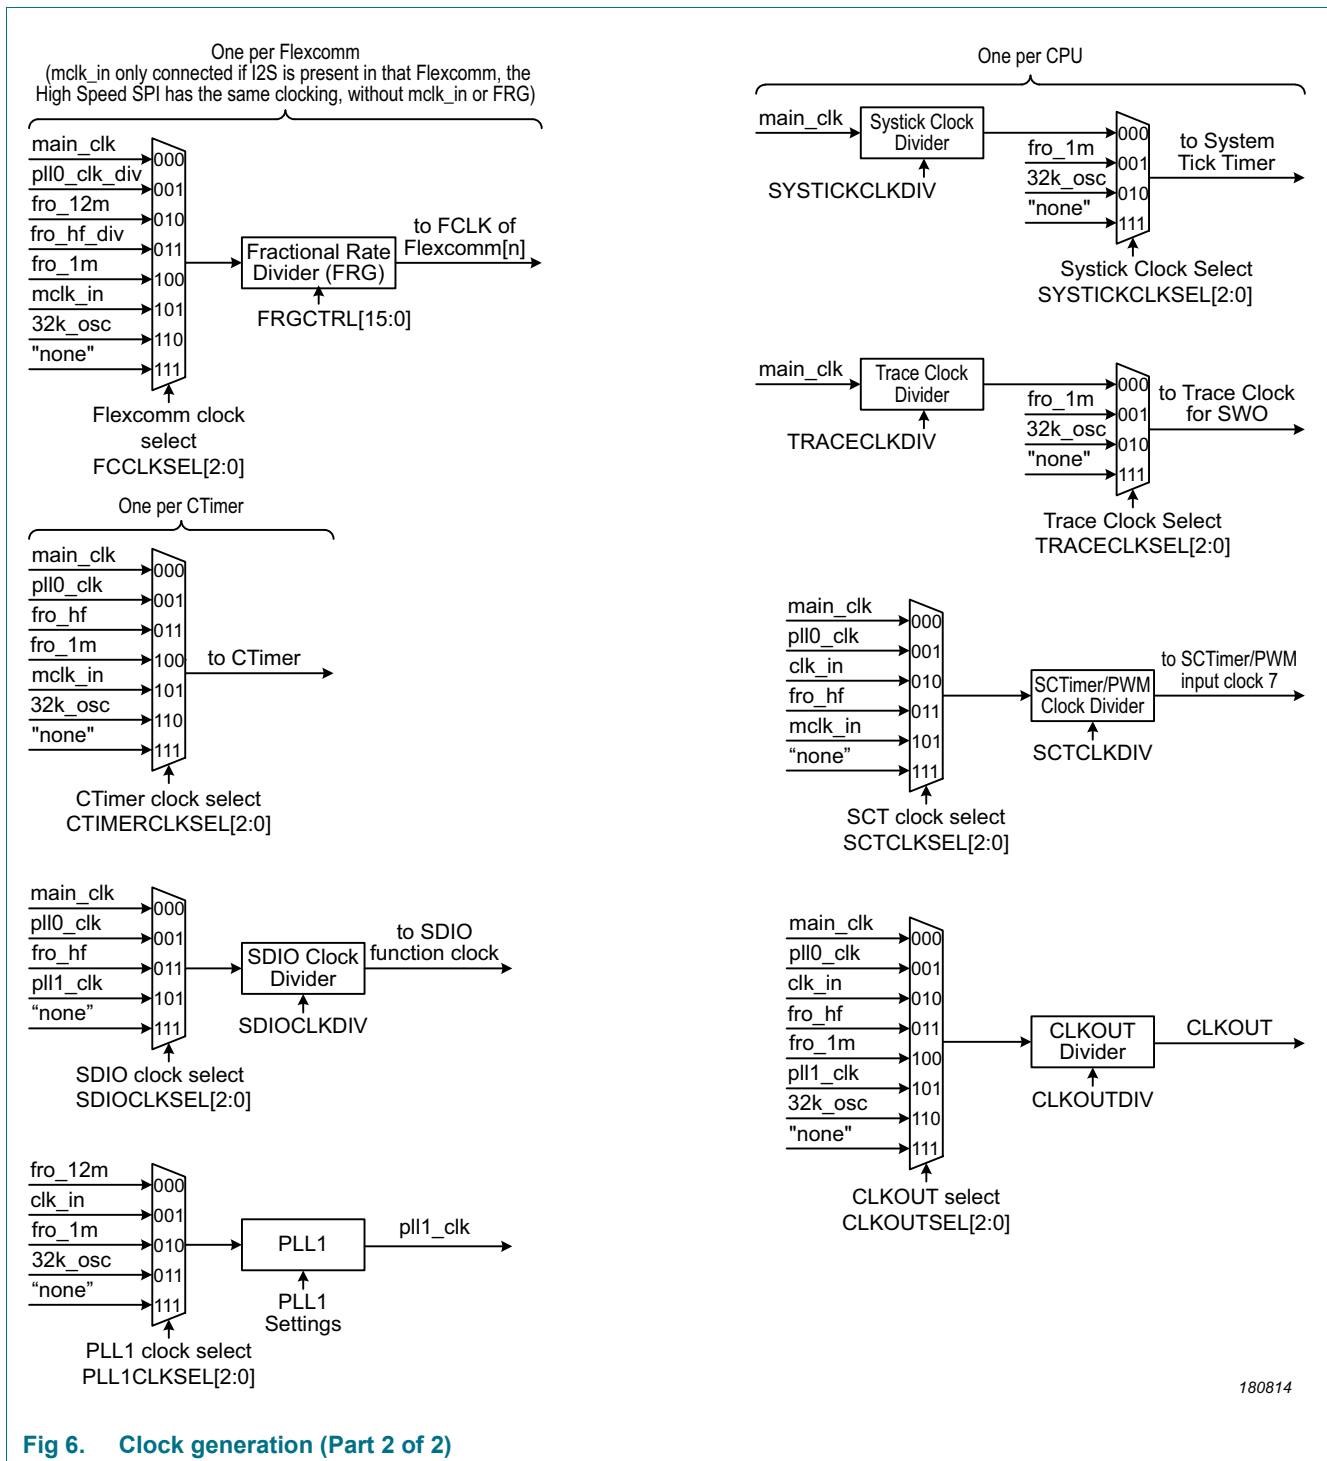 One per Flexcomm
(mclk_in only connected if I2S is present in that Flexcomm, the
High Speed SPI has the same clocking, without mclk_in or FRG)
main_clk
000
pll0_clk_div
001
fro_12m
010
fro_hf_div
011
fro_1m
100
mclk_in
101
32k_osc
110
"none"
111
Fractional Rate
Divider (FRG)
FRGCTRL[15:0]
to FCLK of
Flexcomm[n]
Flexcomm clock
select
FCCLKSEL[2:0]
One per CTimer
main_clk
000
pll0_clk
001
fro_hf
011
fro_1m
100
mclk_in
101
32k_osc
110
"none"
111
to CTimer
CTimer clock select
CTIMERCLKSEL[2:0]
main_clk
000
pll0_clk
001
fro_hf
011
pll1_clk
101
“none”
111
SDIO Clock
Divider
SDIOCLKDIV
to SDIO
function clock
SDIO clock select
SDIOCLKSEL[2:0]
fro_12m
000
clk_in
001
fro_1m
010
32k_osc
011
“none”
111
PLL1
PLL1
Settings
pll1_clk
PLL1 clock select
PLL1CLKSEL[2:0]
One per CPU
main_clk
Systick Clock
Divider
SYSTICKCLKDIV
000
fro_1m
001
32k_osc
010
"none"
111
to System
Tick Timer
Systick Clock Select
SYSTICKCLKSEL[2:0]
main_clk
Trace Clock
Divider
TRACECLKDIV
000
fro_1m
001
32k_osc
010
"none"
111
to Trace Clock
for SWO
Trace Clock Select
TRACECLKSEL[2:0]
main_clk
000
pll0_clk
001
clk_in
010
fro_hf
011
mclk_in
101
“none”
111
SCTimer/PWM
Clock Divider
SCTCLKDIV
to SCTimer/PWM
input clock 7
SCT clock select
SCTCLKSEL[2:0]
main_clk
000
pll0_clk
001
clk_in
010
fro_hf
011
fro_1m
100
pll1_clk
101
32k_osc
110
"none"
111
CLKOUT
Divider
CLKOUTDIV
CLKOUT
CLKOUT select
CLKOUTSEL[2:0]
180814
Fig 6. Clock generation (Part 2 of 2)